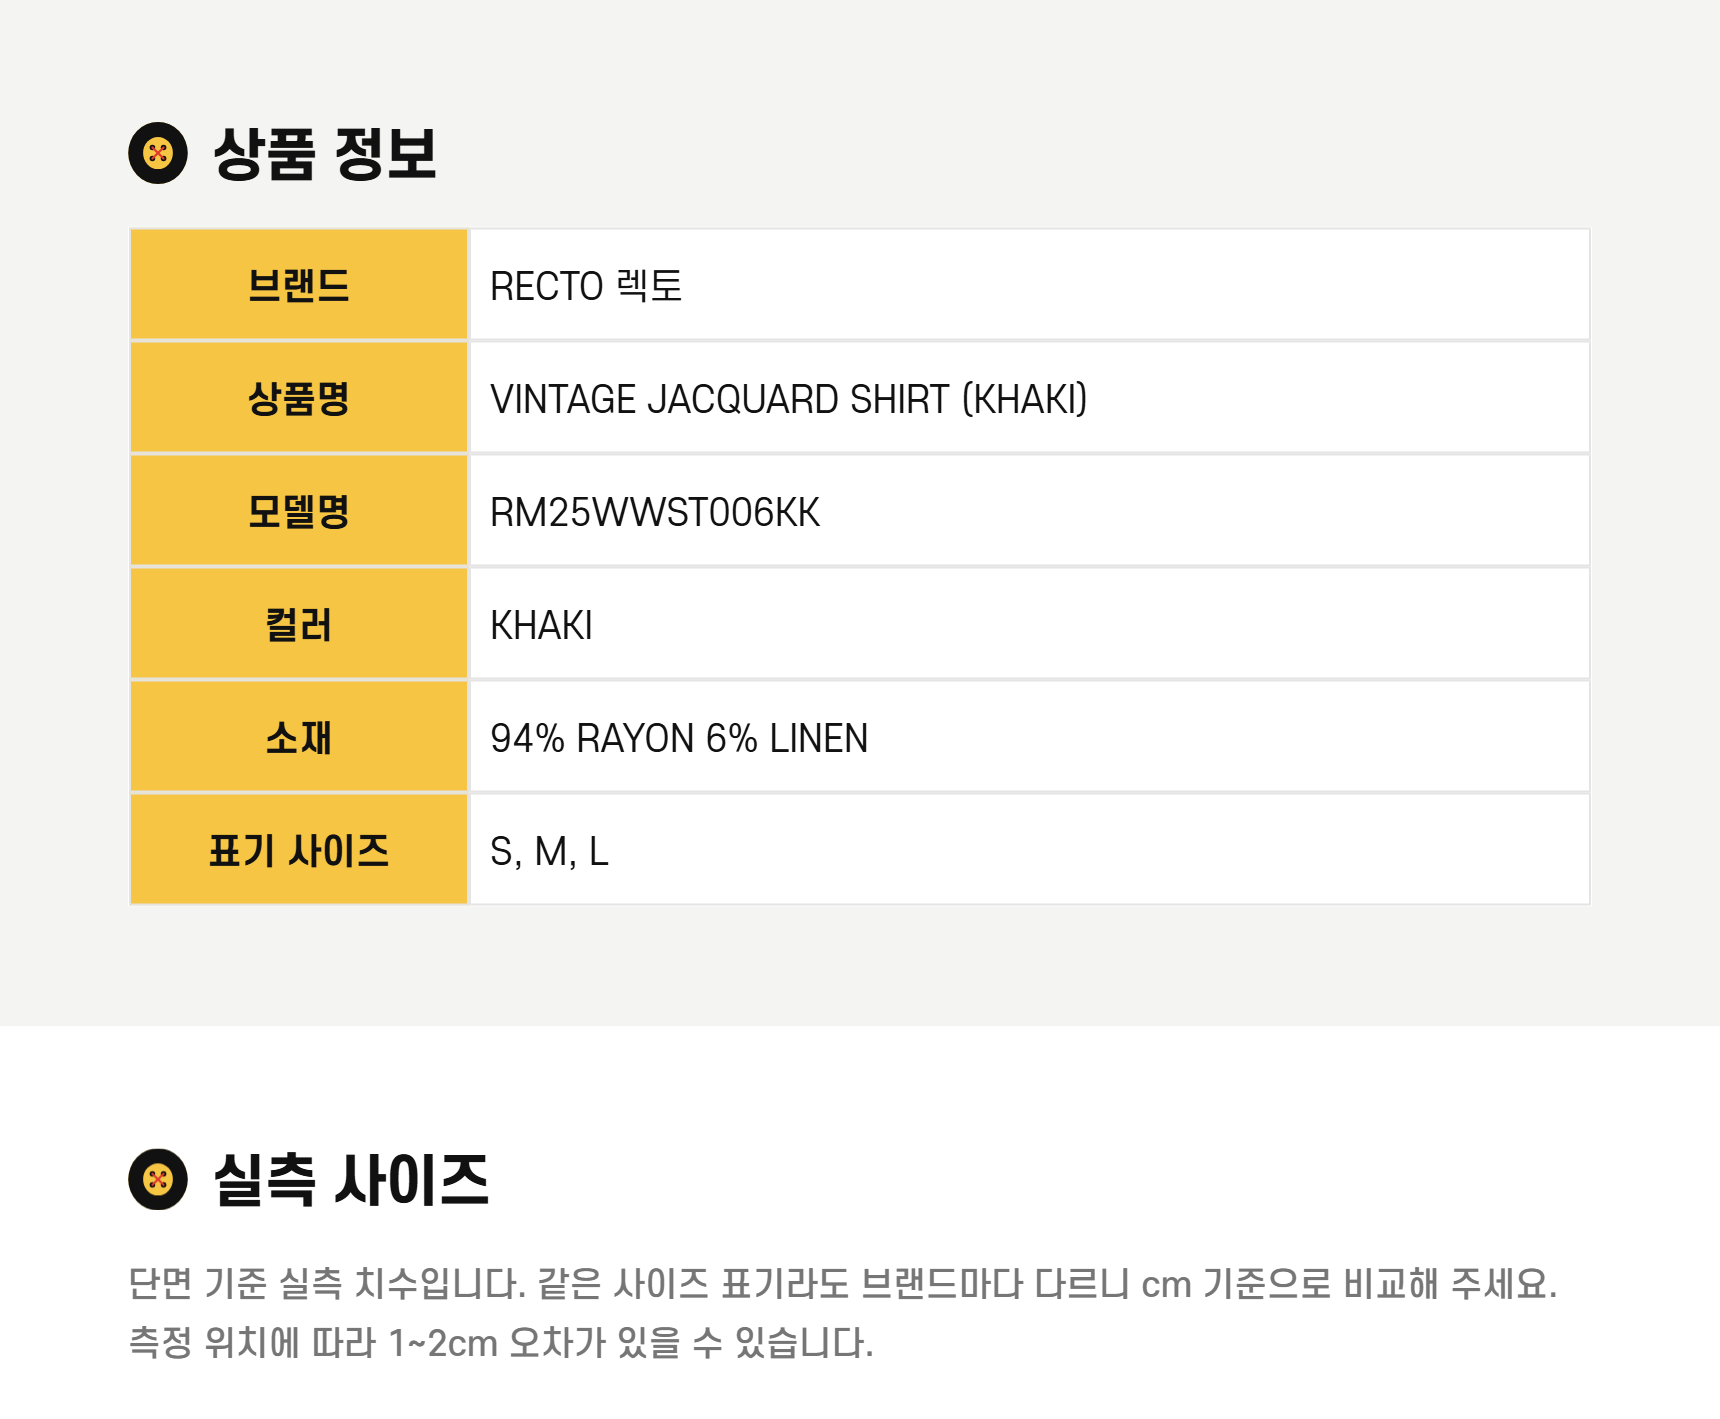 상품 정보
브랜드
RECTO 렉토
상품명
VINTAGE JACQUARD SHIRT (KHAKI)
모델명
RM25WWST006KK
컬러
KHAKI
소재
94% RAYON 6% LINEN
표기 사이즈
S, M, L
실측 사이즈
단면 기준 실측 치수입니다. 같은 사이즈 표기라도 브랜드마다 다르니 cm 기준으로 비교해 주세요.
측정 위치에 따라 1~2cm 오차가 있을 수 있습니다.